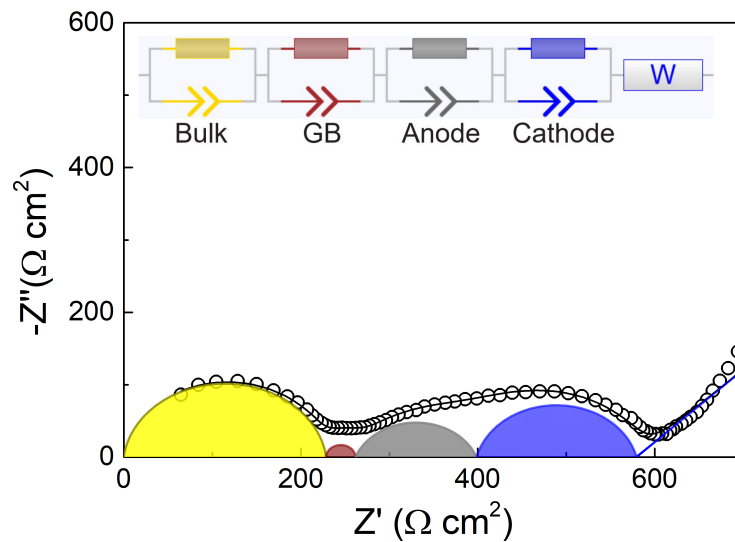 600
W
Bulk GB Anode Cathode
400
-Z"(Ω cm²)
200
0
0 200 400 600
Z' (Ω cm²)